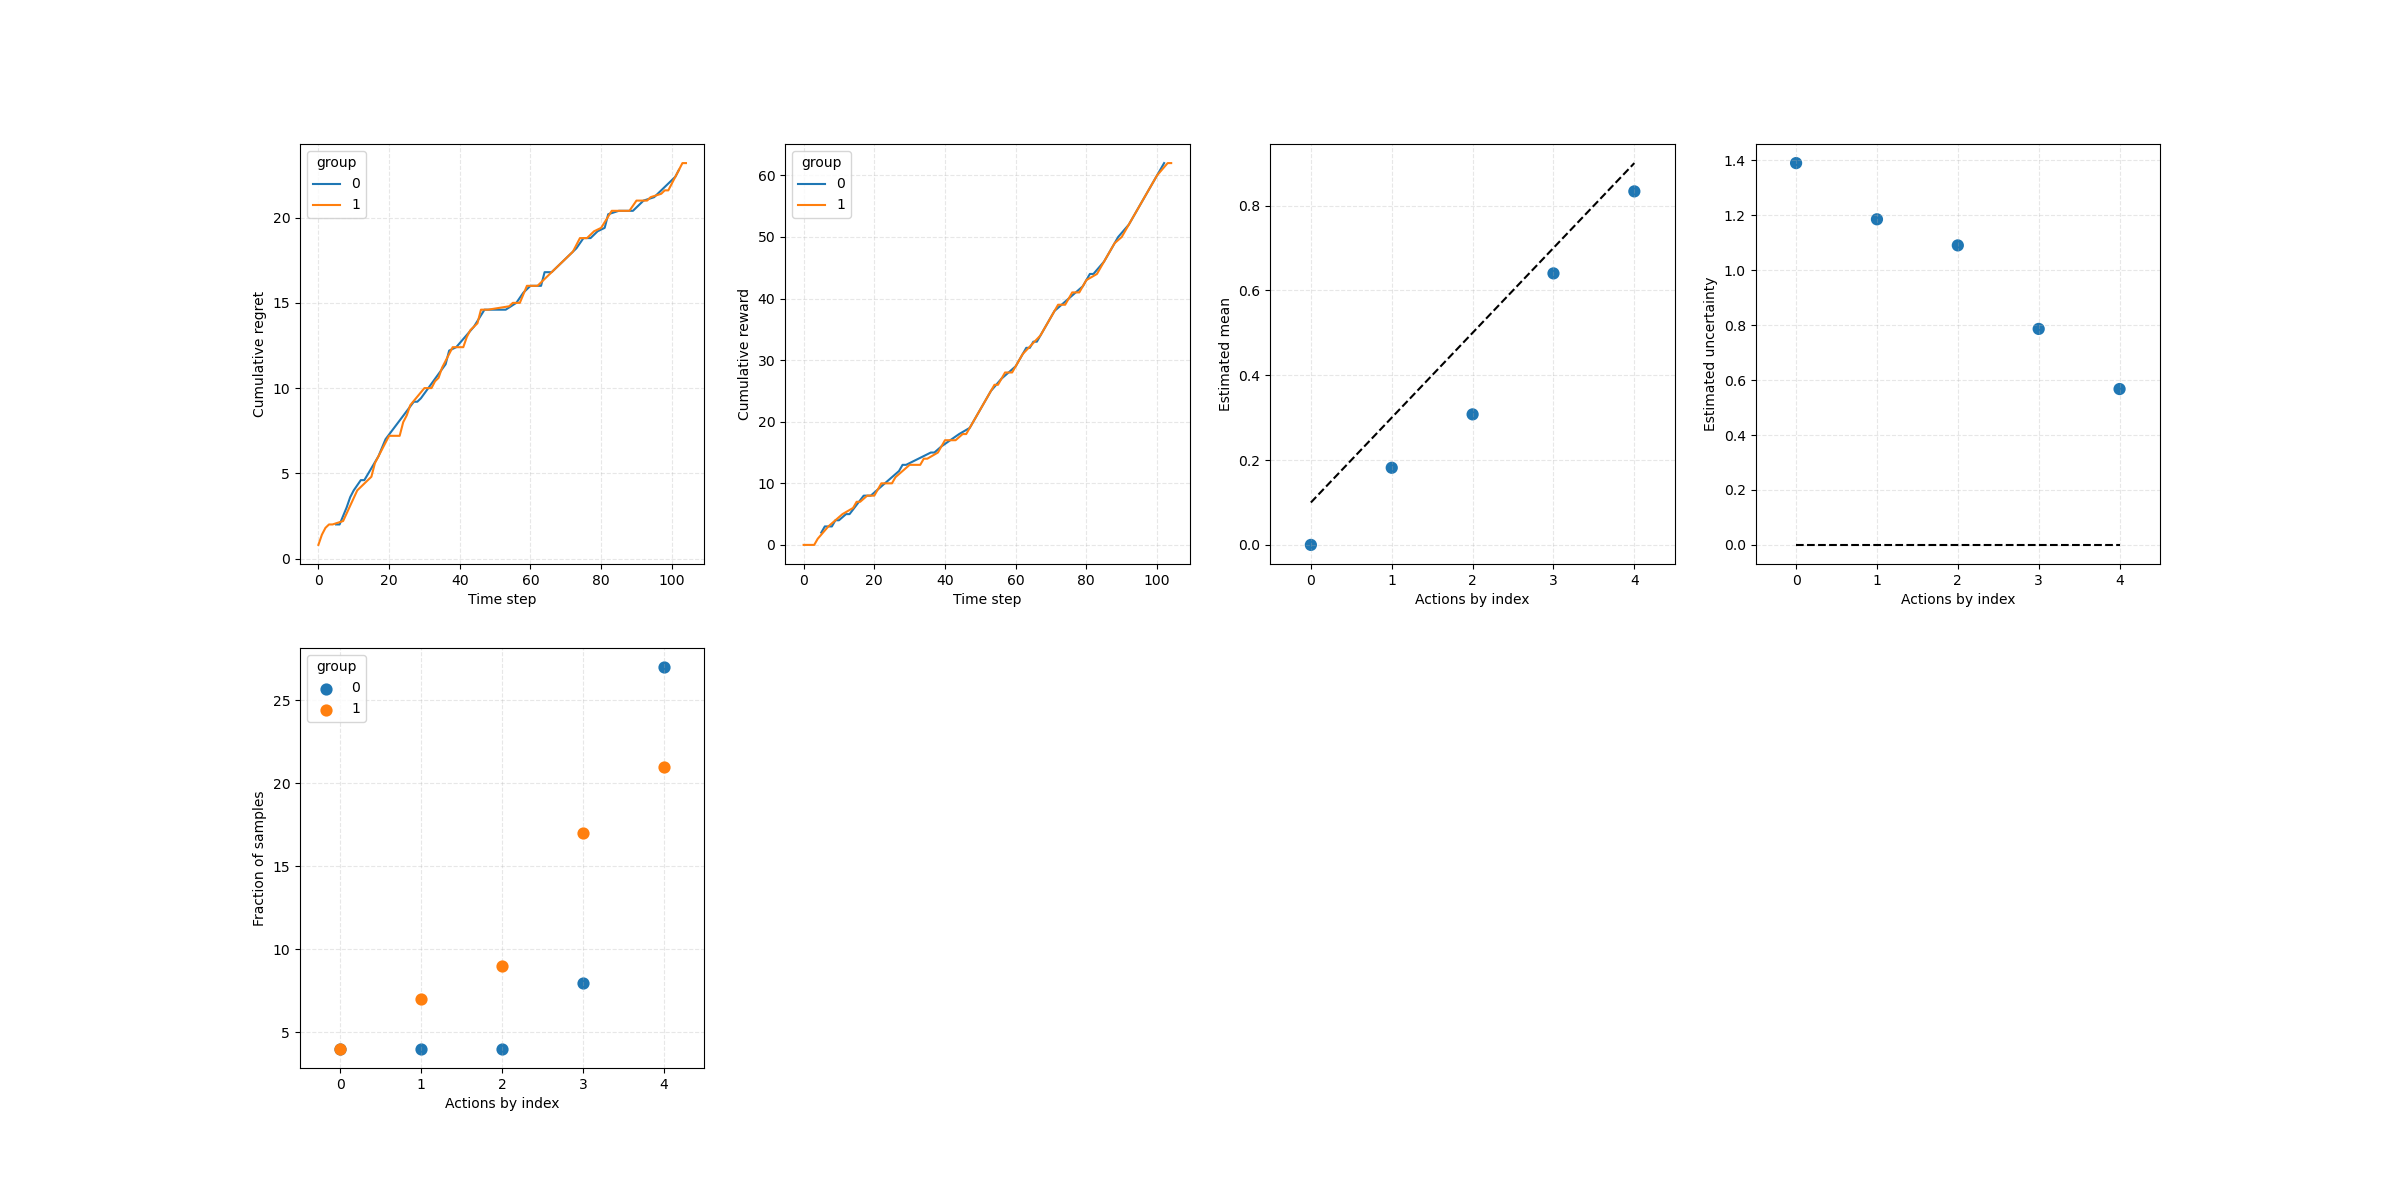 group
0
1
20
15
10
5
0
Cumulative regret
0 20 40 60 80 100
Time step
group
0
1
60
50
40
30
20
10
0
Cumulative reward
0 20 40 60 80 100
Time step
0.8
0.6
0.4
0.2
0.0
Estimated mean
0 1 2 3 4
Actions by index
1.4
1.2
1.0
0.8
0.6
0.4
0.2
0.0
Estimated uncertainty
0 1 2 3 4
Actions by index
group
0
1
25
20
15
10
5
Fraction of samples
0 1 2 3 4
Actions by index